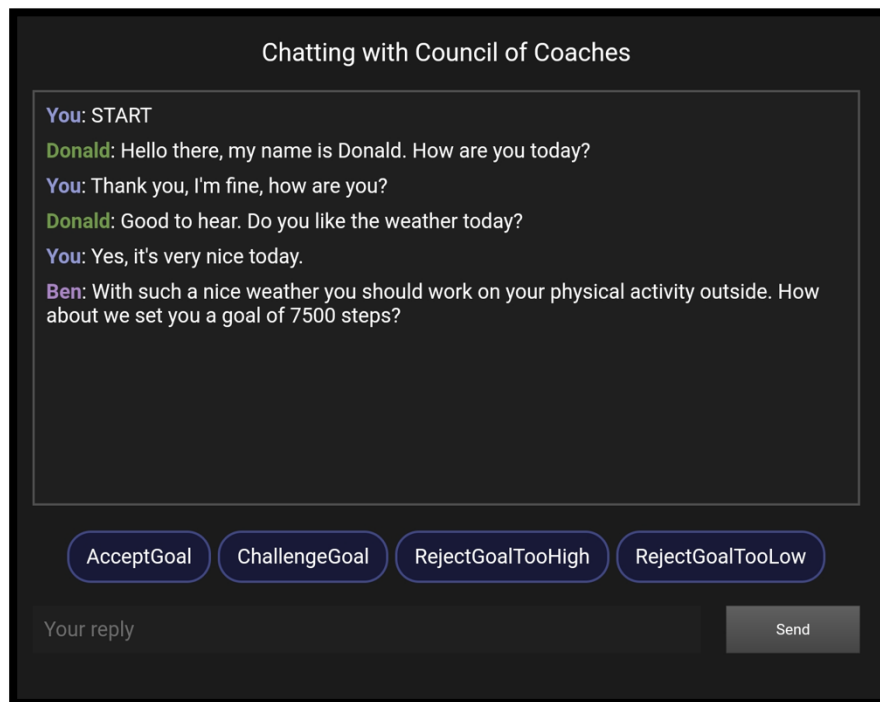 Chatting with Council of Coaches
You: START
Donald: Hello there, my name is Donald. How are you today?
You: Thank you, I'm fine, how are you?
Donald: Good to hear. Do you like the weather today?
You: Yes, it's very nice today.
Ben: With such a nice weather you should work on your physical activity outside. How
about we set you a goal of 7500 steps?
AcceptGoal ChallengeGoal RejectGoalTooHigh RejectGoalTooLow
Your reply Send